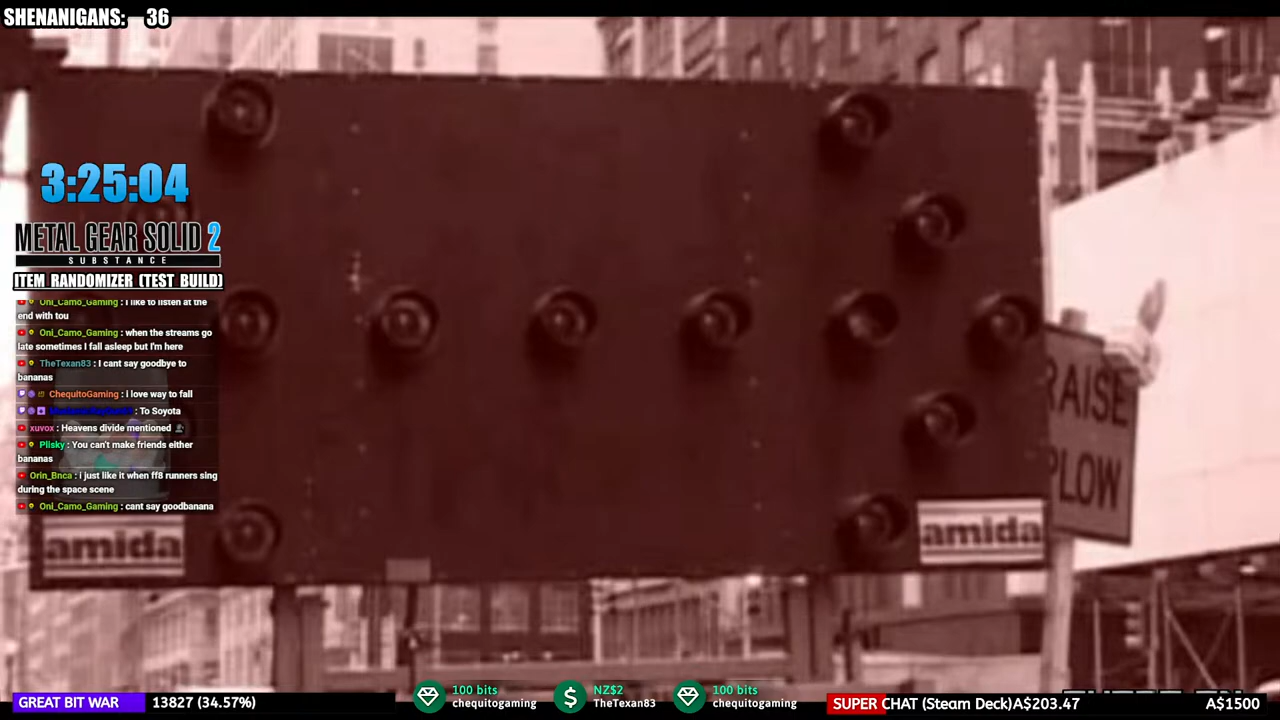 SHENANIGANS: 36
3:25:04
METAL GEAR SOLID 2
SUBSTANCE
ITEM RANDOMIZER (TEST BUILD)
Oni_Camo_Gaming : I like to listen at the
end with tou
Oni_Camo_Gaming : when the streams go
late sometimes I fall asleep but I'm here
TheTexan83 : I cant say goodbye to
bananas
ChequitoGaming : i love way to fall
: To Soyota
xuvox : Heavens divide mentioned
Plisky : You can't make friends either
bananas
Orin_Bnca : i just like it when ff8 runners sing
during the space scene
Oni_Camo_Gaming : cant say goodbanana
RAISE
PLOW
amida
amida
GREAT BIT WAR 13827 (34.57%)
100 bits
chequitogaming
NZ$2
TheTexan83
100 bits
chequitogaming
SUPER CHAT (Steam Deck) A$203.47 A$1500